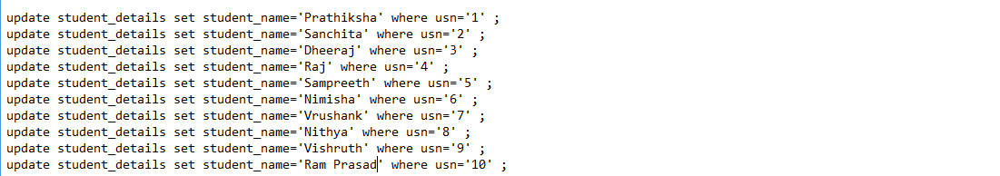 update student_details set student_name='Prathiksha' where usn='1' ;
update student_details set student_name='Sanchita' where usn='2' ;
update student_details set student_name='Dheeraj' where usn='3' ;
update student_details set student_name='Raj' where usn='4' ;
update student_details set student_name='Sampreeth' where usn='5' ;
update student_details set student_name='Nimisha' where usn='6' ;
update student_details set student_name='Vrushank' where usn='7' ;
update student_details set student_name='Nithya' where usn='8' ;
update student_details set student_name='Vishruth' where usn='9' ;
update student_details set student_name='Ram Prasad' where usn='10' ;